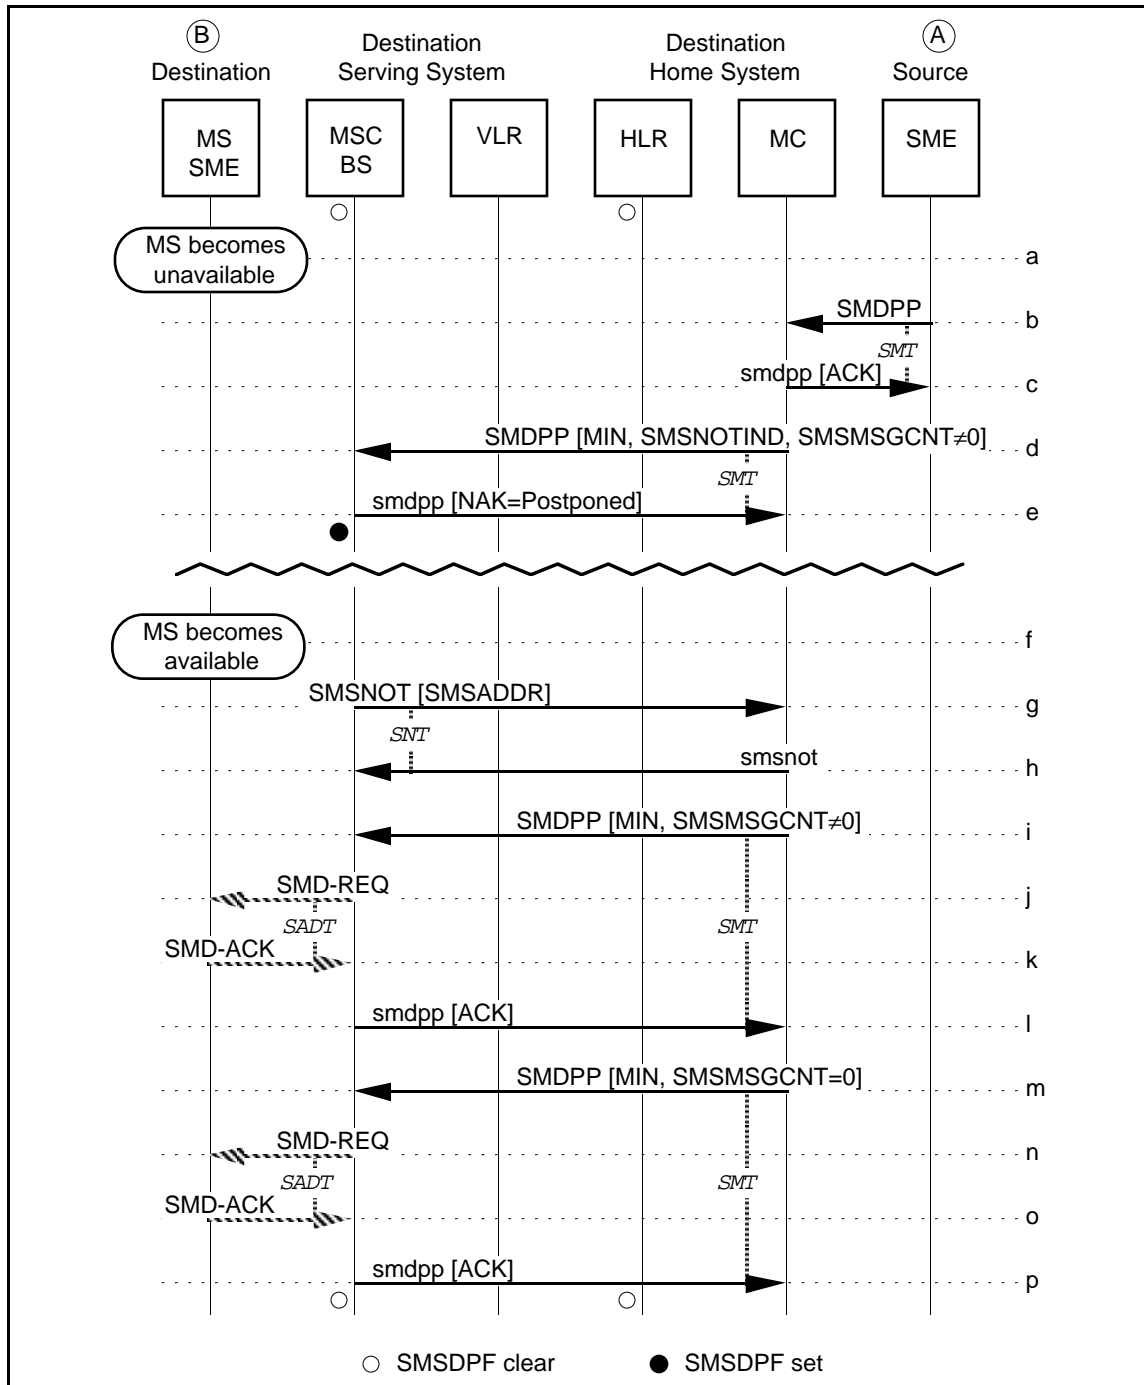 B
Destination
Destination
Serving System
Destination
Home System
A
Source
MS
SME
MSC
BS
VLR
HLR
MC
SME
MS becomes
unavailable
a
SMDPP
b
SMT
smdpp [ACK]
c
SMDPP [MIN, SMSNOTIND, SMSMSGCNT≠0]
d
SMT
smdpp [NAK=Postponed]
e
MS becomes
available
f
SMSNOT [SMSADDR]
g
SNT
smsnot
h
SMDPP [MIN, SMSMSGCNT≠0]
i
SMD-REQ
j
SADT
SMT
SMD-ACK
k
smdpp [ACK]
l
SMDPP [MIN, SMSMSGCNT=0]
m
SMD-REQ
n
SADT
SMT
SMD-ACK
o
smdpp [ACK]
p
SMSDPF clear
SMSDPF set